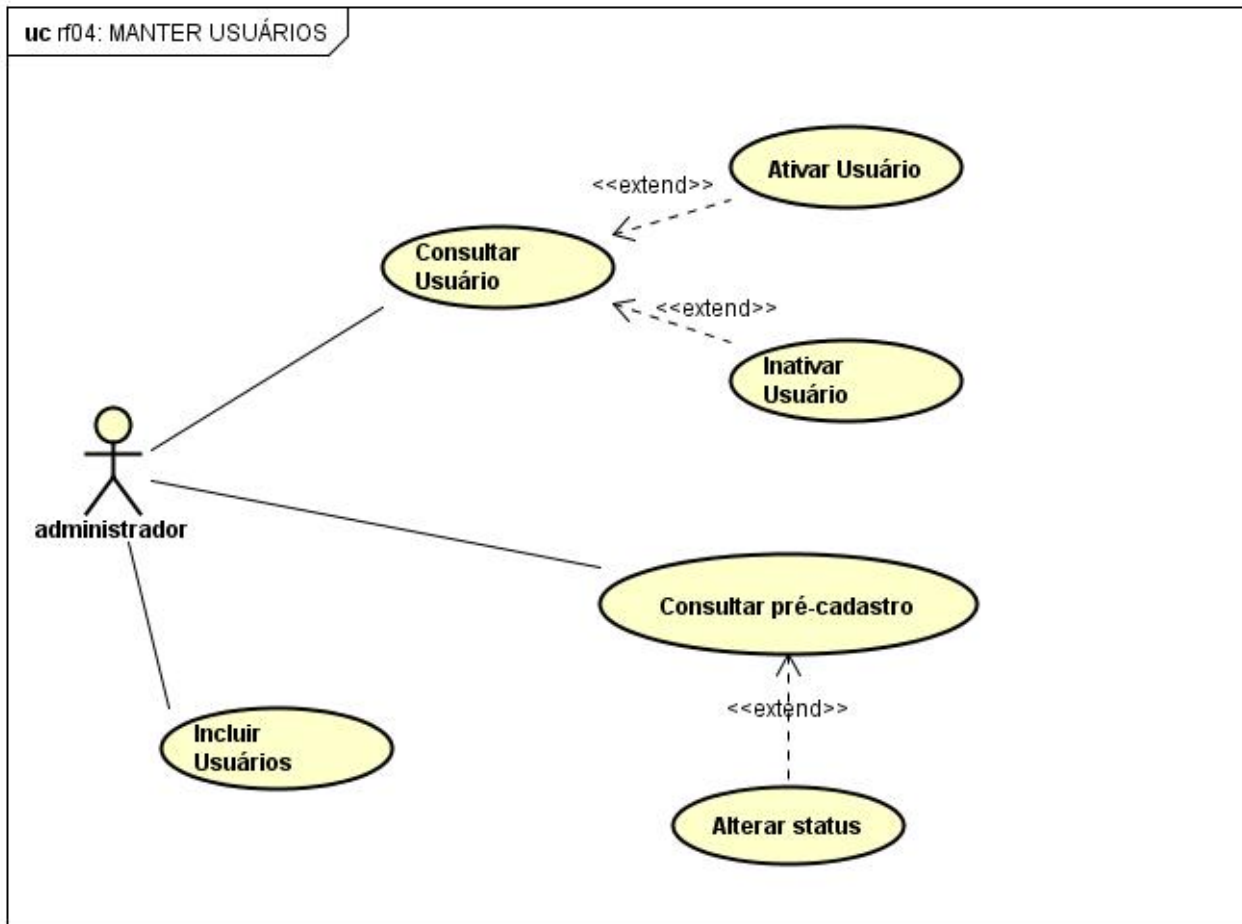 uc rf04: MANTER USUÁRIOS
Ativar Usuário
<<extend>>
Consultar
Usuário
<<extend>>
Inativar
Usuário
administrador
Consultar pré-cadastro
<<extend>>
Incluir
Usuários
Alterar status